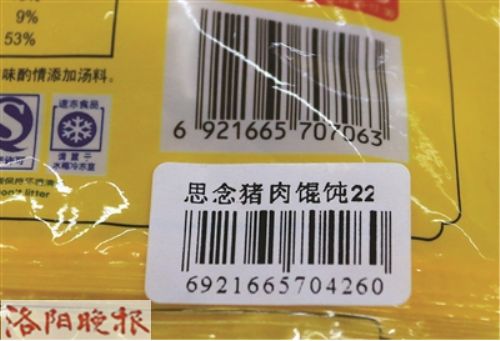 9%
53%
味酌情添加汤料。
速冻食品
6 921665 707063
思念猪肉馄饨22
6921665704260
n't litter
洛阳晚报